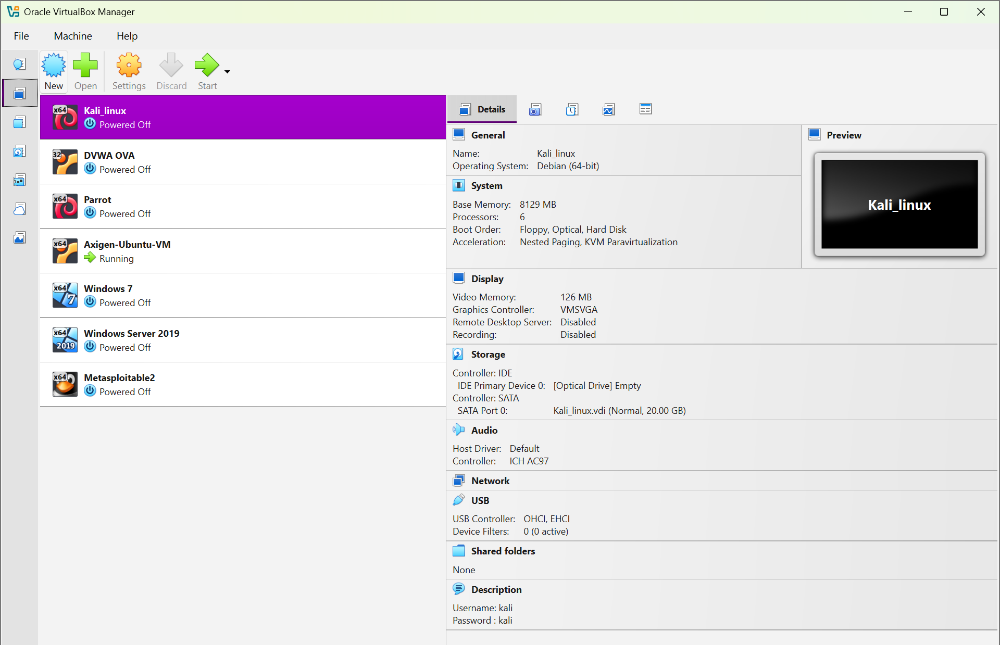 Oracle VirtualBox Manager
File Machine Help
New Open Settings Discard Start
x64 Kali_linux
Powered Off
32 DVWA OVA
Powered Off
x64 Parrot
Powered Off
x64 Axigen-Ubuntu-VM
Running
x64 Windows 7
7 Powered Off
x64 Windows Server 2019
2019 Powered Off
x64 Metasploitable2
Powered Off
Details
General
Name: Kali_linux
Operating System: Debian (64-bit)
Preview
Kali_linux
System
Base Memory: 8129 MB
Processors: 6
Boot Order: Floppy, Optical, Hard Disk
Acceleration: Nested Paging, KVM Paravirtualization
Display
Video Memory: 126 MB
Graphics Controller: VMSVGA
Remote Desktop Server: Disabled
Recording: Disabled
Storage
Controller: IDE
IDE Primary Device 0: [Optical Drive] Empty
Controller: SATA
SATA Port 0: Kali_linux.vdi (Normal, 20.00 GB)
Audio
Host Driver: Default
Controller: ICH AC97
Network
USB
USB Controller: OHCI, EHCI
Device Filters: 0 (0 active)
Shared folders
None
Description
Username: kali
Password : kali